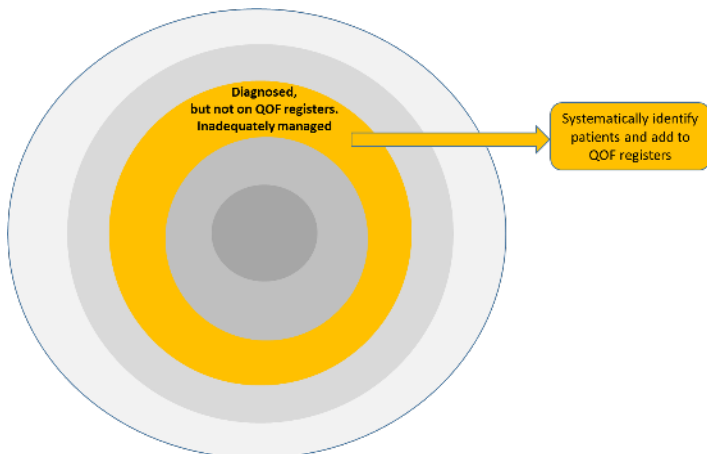 Diagnosed,
but not on QOF registers.
Inadequately managed
Systematically identify
patients and add to
QOF registers